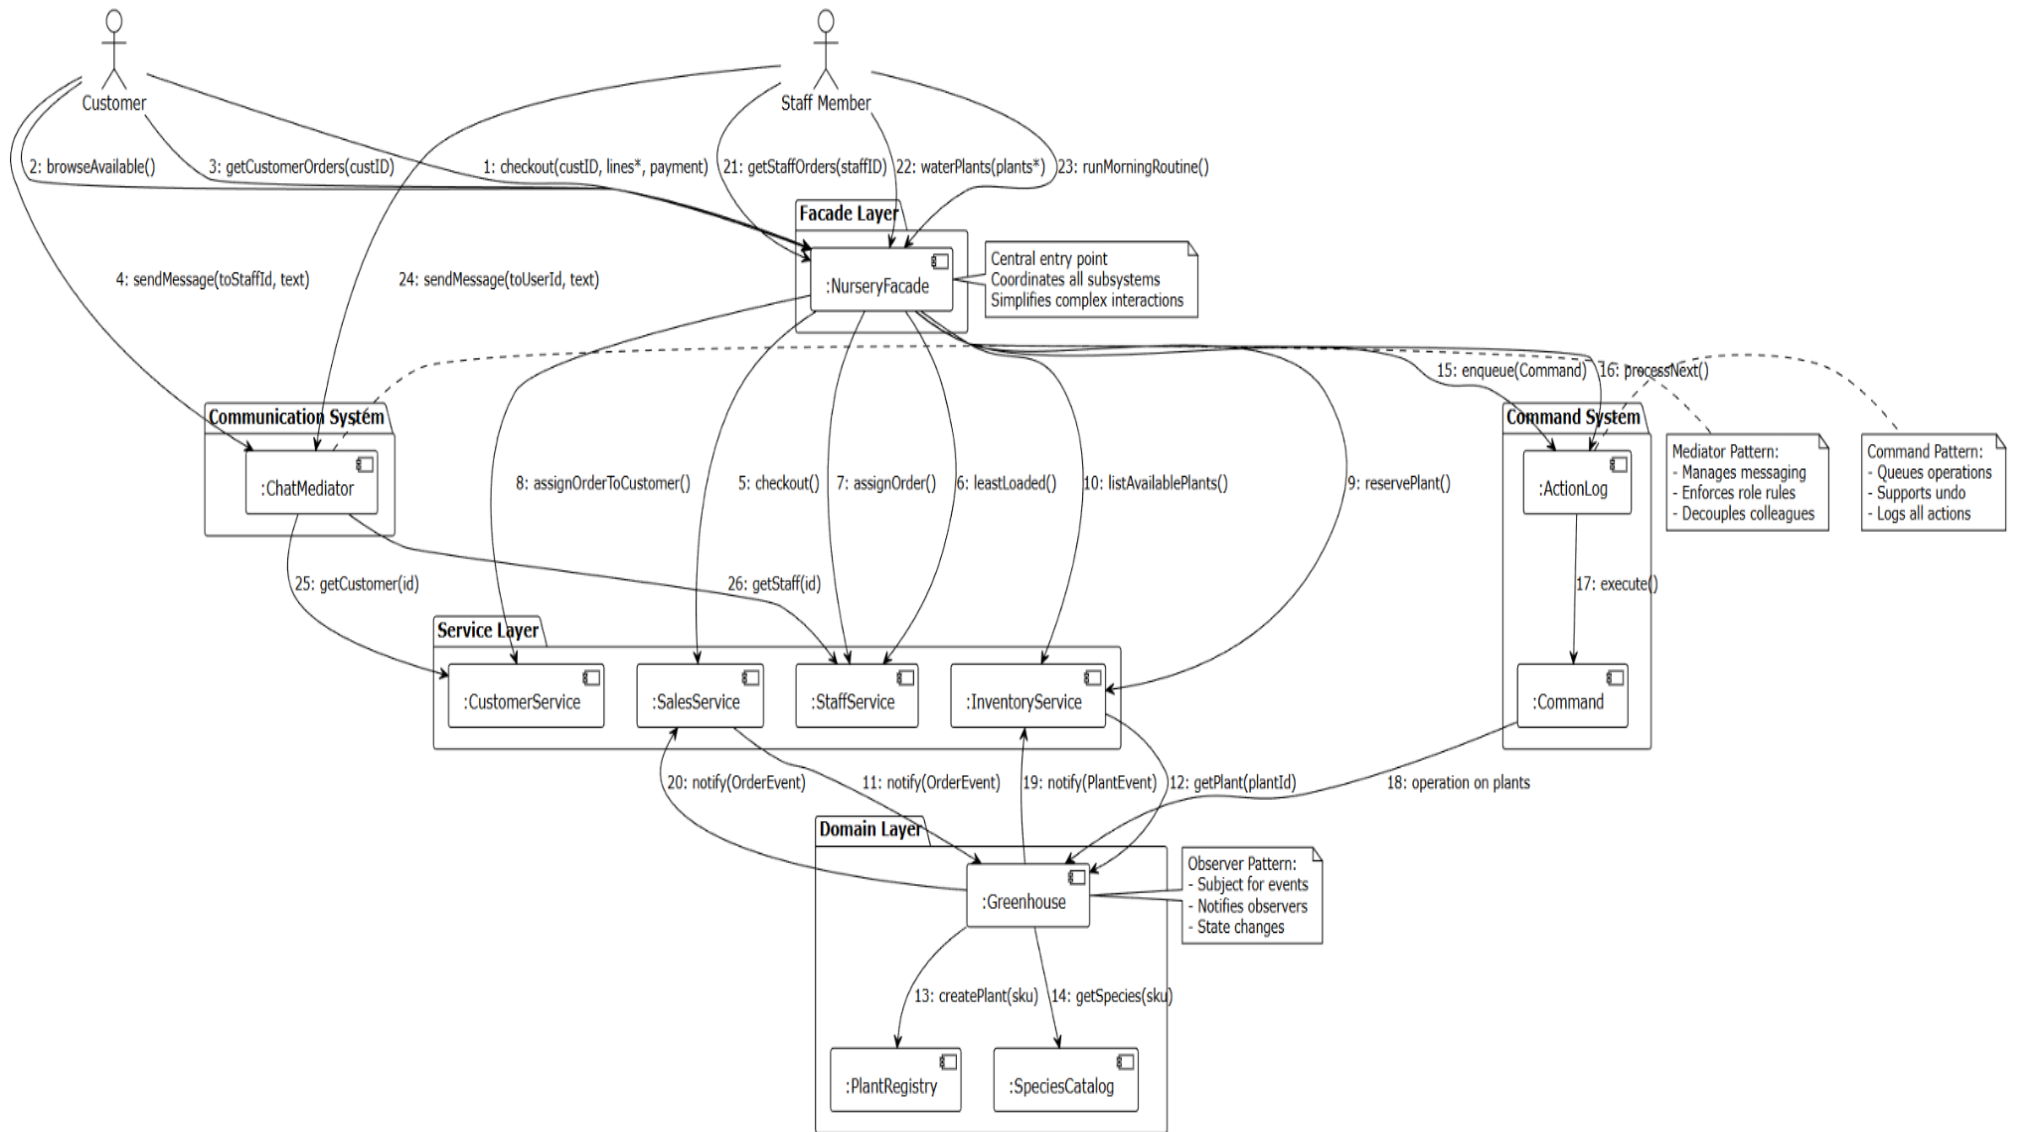 Customer
Staff Member
2: browseAvailable()
3: getCustomerOrders(custID)
1: checkout(custID, lines*, payment)
21: getStaffOrders(staffID)
22: waterPlants(plants*)
23: runMorningRoutine()
Facade Layer
:NurseryFacade
Central entry point
Coordinates all subsystems
Simplifies complex interactions
4: sendMessage(toStaffId, text)
24: sendMessage(toUserId, text)
15: enqueue(Command)
16: processNext()
Communication System
:ChatMediator
Command System
:ActionLog
Mediator Pattern:
- Manages messaging
- Enforces role rules
- Decouples colleagues
Command Pattern:
- Queues operations
- Supports undo
- Logs all actions
8: assignOrderToCustomer()
5: checkout()
7: assignOrder()
6: leastLoaded()
10: listAvailablePlants()
9: reservePlant()
25: getCustomer(id)
26: getStaff(id)
17: execute()
Service Layer
:CustomerService
:SalesService
:StaffService
:InventoryService
:Command
20: notify(OrderEvent)
11: notify(OrderEvent)
19: notify(PlantEvent)
12: getPlant(plantId)
18: operation on plants
Domain Layer
:Greenhouse
Observer Pattern:
- Subject for events
- Notifies observers
- State changes
13: createPlant(sku)
14: getSpecies(sku)
:PlantRegistry
:SpeciesCatalog